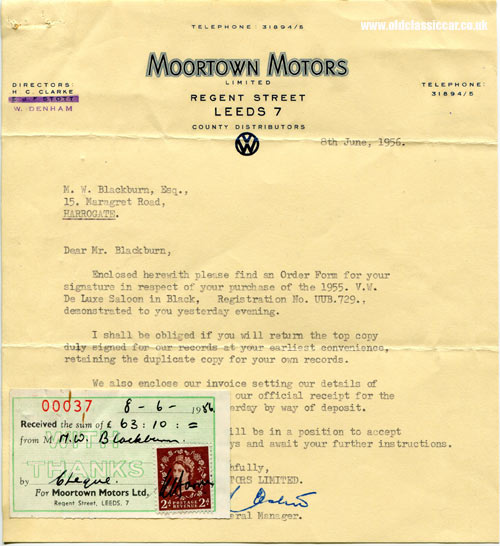 TELEPHONE: 31894/5
www.oldclassiccar.co.uk
MOORTOWN MOTORS
LIMITED
DIRECTORS:
H. C. CLARKE
W. DENHAM
REGENT STREET
LEEDS 7
COUNTY DISTRIBUTORS
TELEPHONE:
31894/5
VW
8th June, 1956.
M. W. Blackburn, Esq.,
15. Maragret Road,
HARROGATE.
Dear Mr. Blackburn,
Enclosed herewith please find an Order Form for your
signature in respect of your purchase of the 1955. V.W.
De Luxe Saloon in Black, Registration No. UUB.729.,
demonstrated to you yesterday evening.
I shall be obliged if you will return the top copy
duly signed for our records at your earliest convenience,
retaining the duplicate copy for your own records.
We also enclose our invoice setting our details of
our official receipt for the
erday by way of deposit.
ill be in a position to accept
ys and await your further instructions.
hfully,
TORS LIMITED.
eral Manager.
00037 8-6-1956
Received the sum of £ 63:10:=
from M M.W. Blackburn.
WITH
THANKS
by Cheque.
For Moortown Motors Ltd,
Regent Street, LEEDS, 7
POSTAGE
REVENUE
2d 2d